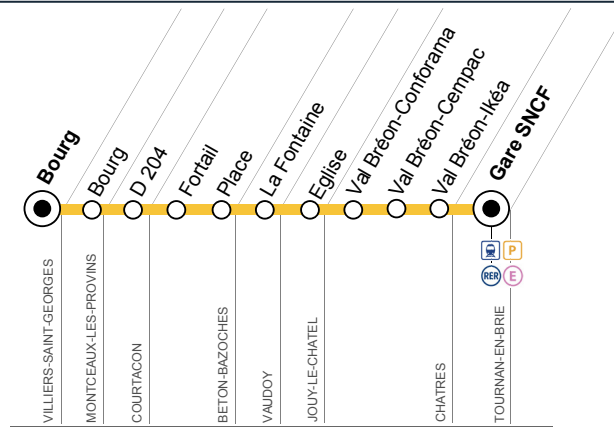 Bourg
Bourg
D 204
Fortail
Place
La Fontaine
Eglise
Val Bréon-Conforama
Val Bréon-Cempac
Val Bréon-Ikéa
Gare SNCF
P
RER
E
VILLIERS-SAINT-GEORGES
MONTCEAUX-LES-PROVINS
COURTACON
BETON-BAZOCHES
VAUDOY
JOUY-LE-CHATEL
CHATRES
TOURNAN-EN-BRIE